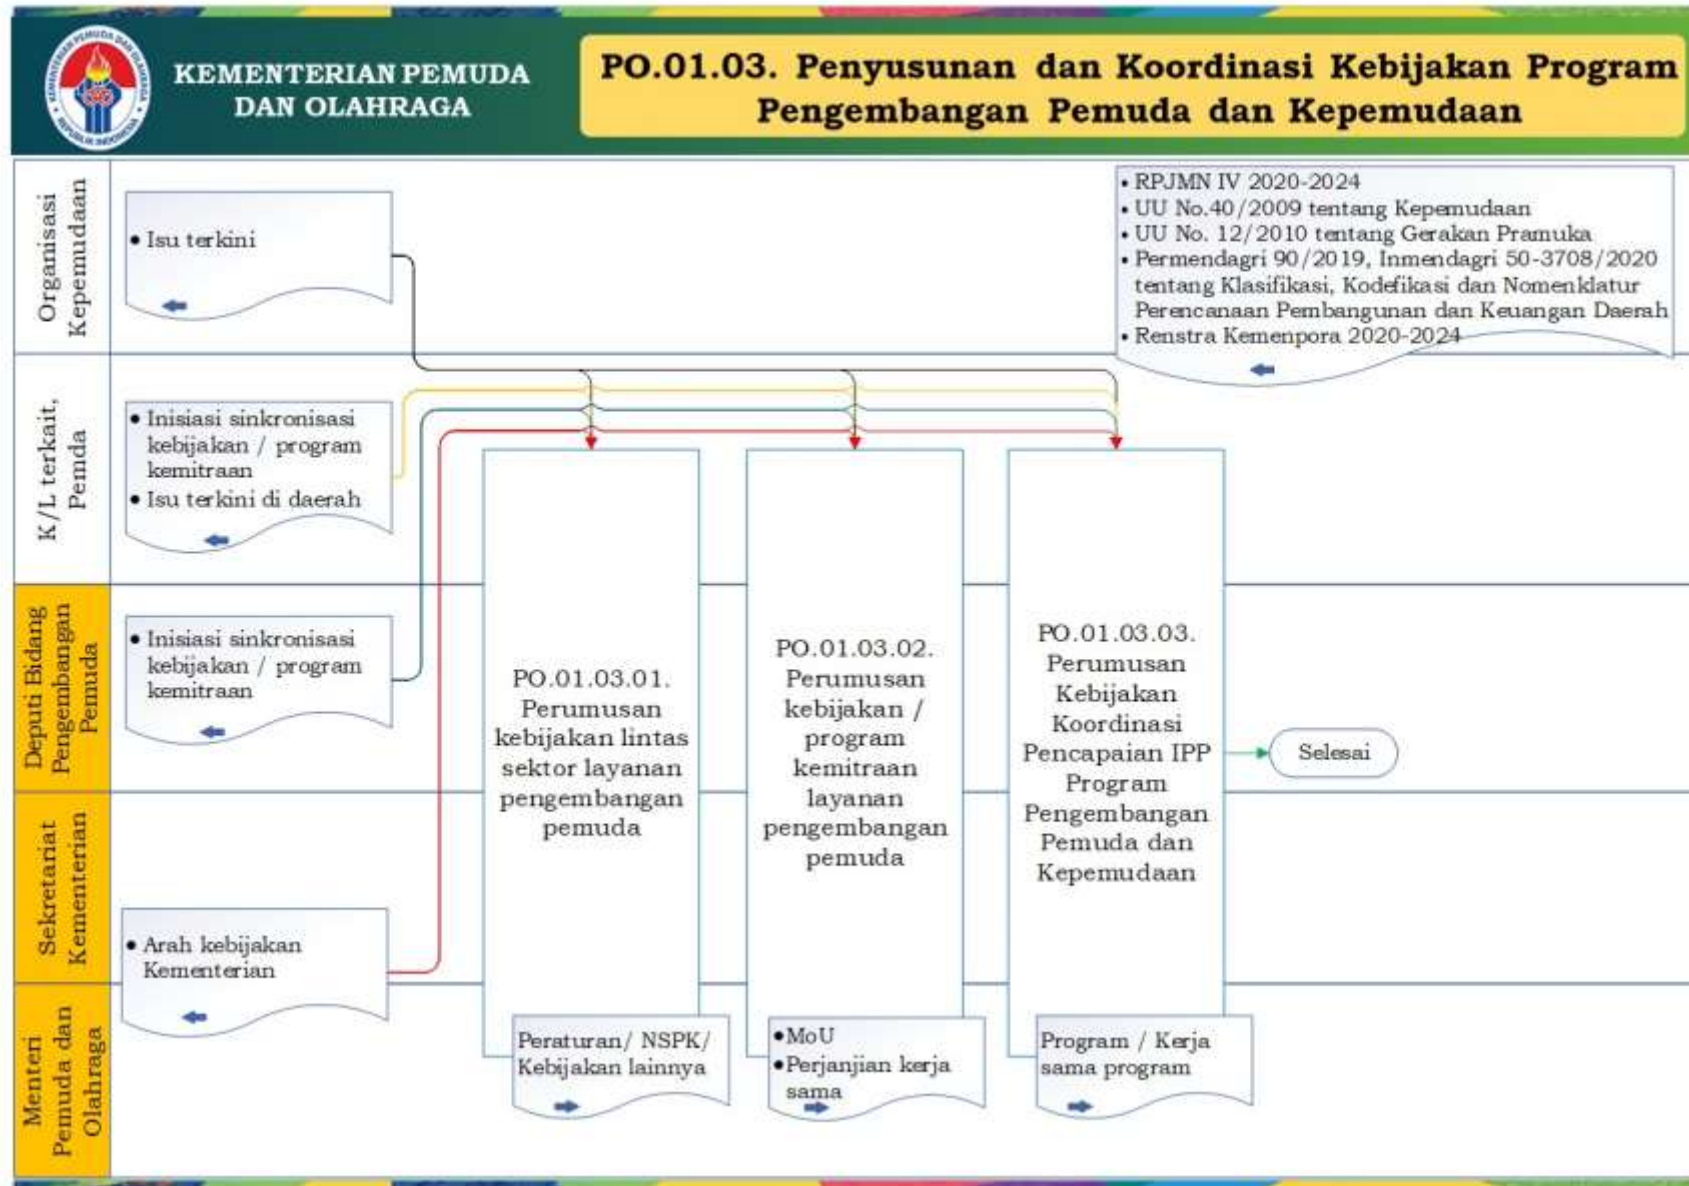 KEMENTERIAN PEMUDA DAN OLAHRAGA
REPUBLIK INDONESIA
KEMENTERIAN PEMUDA
DAN OLAHRAGA
PO.01.03. Penyusunan dan Koordinasi Kebijakan Program
Pengembangan Pemuda dan Kepemudaan
Organisasi
Kepemudaan
• Isu terkini
• RPJMN IV 2020-2024
• UU No.40/2009 tentang Kepemudaan
• UU No. 12/2010 tentang Gerakan Pramuka
• Permendagri 90/2019, Inmendagri 50-3708/2020
tentang Klasifikasi, Kodefikasi dan Nomenklatur
Perencanaan Pembangunan dan Keuangan Daerah
• Renstra Kemenpora 2020-2024
K/L terkait,
Pemda
• Inisiasi sinkronisasi
kebijakan / program
kemitraan
• Isu terkini di daerah
Deputi Bidang
Pengembangan
Pemuda
• Inisiasi sinkronisasi
kebijakan / program
kemitraan
PO.01.03.01.
Perumusan
kebijakan lintas
sektor layanan
pengembangan
pemuda
PO.01.03.02.
Perumusan
kebijakan /
program
kemitraan
layanan
pengembangan
pemuda
PO.01.03.03.
Perumusan
Kebijakan
Koordinasi
Pencapaian IPP
Program
Pengembangan
Pemuda dan
Kepemudaan
Selesai
Sekretariat
Kementerian
• Arah kebijakan
Kementerian
Menteri
Pemuda dan
Olahraga
Peraturan/ NSPK/
Kebijakan lainnya
• MoU
• Perjanjian kerja
sama
Program / Kerja
sama program